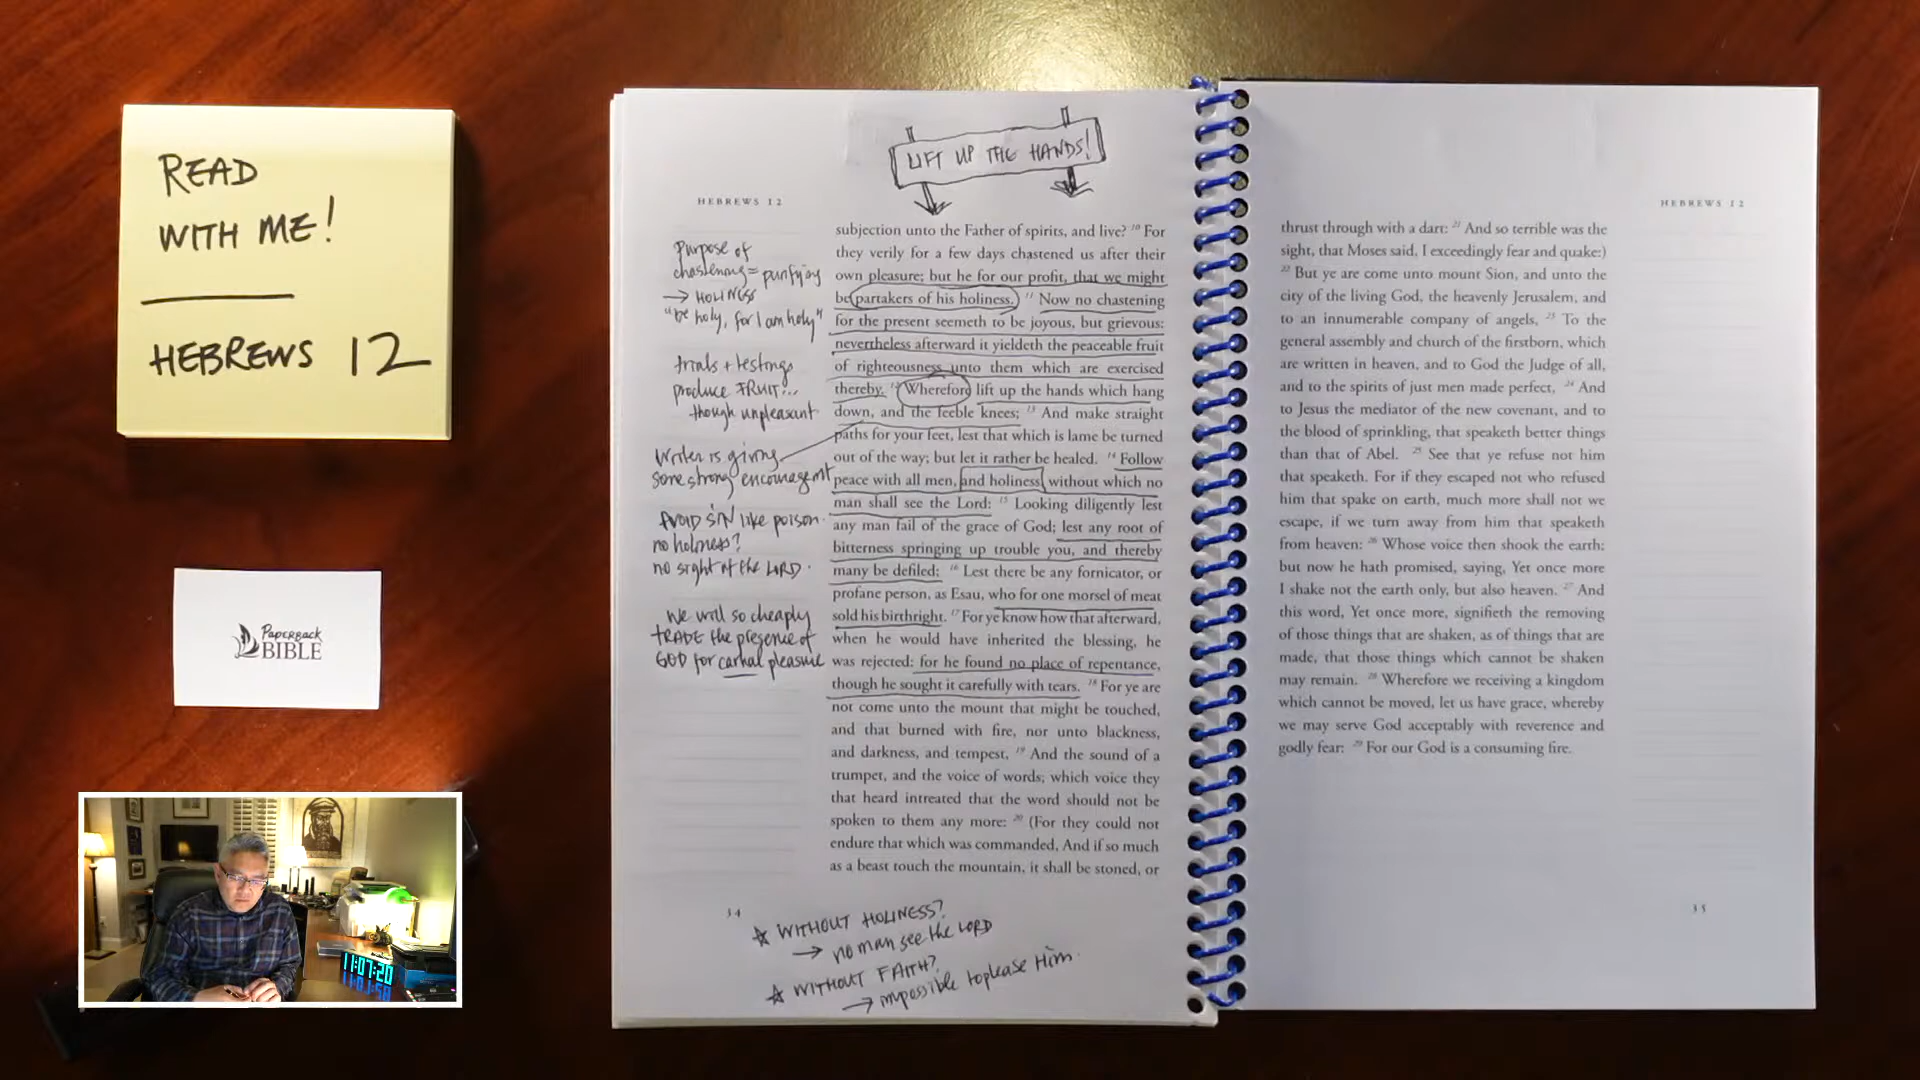 READ
WITH ME!
HEBREWS 12
Paperback
BIBLE
11:07:20
LIFT UP THE HANDS!
HEBREWS 12
Purpose of
chastening = purifying
→ HOLINESS
"be holy, for I am holy"
trials + testings
produce FRUIT...
though unpleasant
Writer is giving
some strong encouragemt
AVOID SIN like poison.
no holiness?
no sight of the LORD.
We will so cheaply
TRADE the presence of
GOD for carnal pleasure
subjection unto the Father of spirits, and live? 10 For
they verily for a few days chastened us after their
own pleasure; but he for our profit, that we might
be partakers of his holiness. 11 Now no chastening
for the present seemeth to be joyous, but grievous:
nevertheless afterward it yieldeth the peaceable fruit
of righteousness unto them which are exercised
thereby. 12 Wherefore lift up the hands which hang
down, and the feeble knees; 13 And make straight
paths for your feet, lest that which is lame be turned
out of the way; but let it rather be healed. 14 Follow
peace with all men, and holiness, without which no
man shall see the Lord: 15 Looking diligently lest
any man fail of the grace of God; lest any root of
bitterness springing up trouble you, and thereby
many be defiled; 16 Lest there be any fornicator, or
profane person, as Esau, who for one morsel of meat
sold his birthright. 17 For ye know how that afterward,
when he would have inherited the blessing, he
was rejected: for he found no place of repentance,
though he sought it carefully with tears. 18 For ye are
not come unto the mount that might be touched,
and that burned with fire, nor unto blackness,
and darkness, and tempest, 19 And the sound of a
trumpet, and the voice of words; which voice they
that heard intreated that the word should not be
spoken to them any more: 20 (For they could not
endure that which was commanded, And if so much
as a beast touch the mountain, it shall be stoned, or
34
☆ WITHOUT HOLINESS?
→ no man see the LORD
☆ WITHOUT FAITH?
→ impossible to please Him.
HEBREWS 12
thrust through with a dart: 21 And so terrible was the
sight, that Moses said, I exceedingly fear and quake:)
22 But ye are come unto mount Sion, and unto the
city of the living God, the heavenly Jerusalem, and
to an innumerable company of angels, 23 To the
general assembly and church of the firstborn, which
are written in heaven, and to God the Judge of all,
and to the spirits of just men made perfect, 24 And
to Jesus the mediator of the new covenant, and to
the blood of sprinkling, that speaketh better things
than that of Abel. 25 See that ye refuse not him
that speaketh. For if they escaped not who refused
him that spake on earth, much more shall not we
escape, if we turn away from him that speaketh
from heaven: 26 Whose voice then shook the earth:
but now he hath promised, saying, Yet once more
I shake not the earth only, but also heaven. 27 And
this word, Yet once more, signifieth the removing
of those things that are shaken, as of things that are
made, that those things which cannot be shaken
may remain. 28 Wherefore we receiving a kingdom
which cannot be moved, let us have grace, whereby
we may serve God acceptably with reverence and
godly fear: 29 For our God is a consuming fire.
35